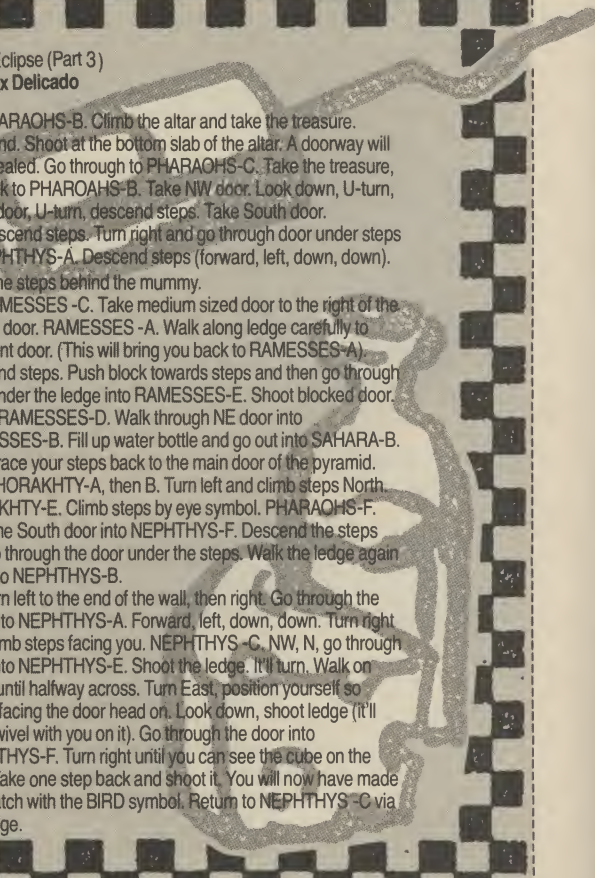 Eclipse (Part 3)
x Delicado
ARAOHS-B. Climb the altar and take the treasure.
nd. Shoot at the bottom slab of the altar. A doorway will
ealed. Go through to PHARAOHS-C. Take the treasure,
k to PHAROAHS-B. Take NW door. Look down, U-turn,
door, U-turn, descend steps. Take South door.
scend steps. Turn right and go through door under steps
PHTHYS-A. Descend steps (forward, left, down, down).
he steps behind the mummy.
MESSES -C. Take medium sized door to the right of the
door. RAMESSES -A. Walk along ledge carefully to
nt door. (This will bring you back to RAMESSES-A).
nd steps. Push block towards steps and then go through
nder the ledge into RAMESSES-E. Shoot blocked door.
RAMESSES-D. Walk through NE door into
SSES-B. Fill up water bottle and go out into SAHARA-B.
race your steps back to the main door of the pyramid.
HORAKHTY-A, then B. Turn left and climb steps North.
KHTY-E. Climb steps by eye symbol. PHARAOHS-F.
he South door into NEPHTHYS-F. Descend the steps
o through the door under the steps. Walk the ledge again
o NEPHTHYS-B.
rn left to the end of the wall, then right. Go through the
nto NEPHTHYS-A. Forward, left, down, down. Turn right
mb steps facing you. NEPHTHYS -C, NW, N, go through
nto NEPHTHYS-E. Shoot the ledge. It'll turn. Walk on
until halfway across. Turn East, position yourself so
facing the door head on. Look down, shoot ledge (it'll
wivel with you on it). Go through the door into
THYS-F. Turn right until you can see the cube on the
ake one step back and shoot it. You will now have made
tch with the BIRD symbol. Return to NEPHTHYS -C via
ge.